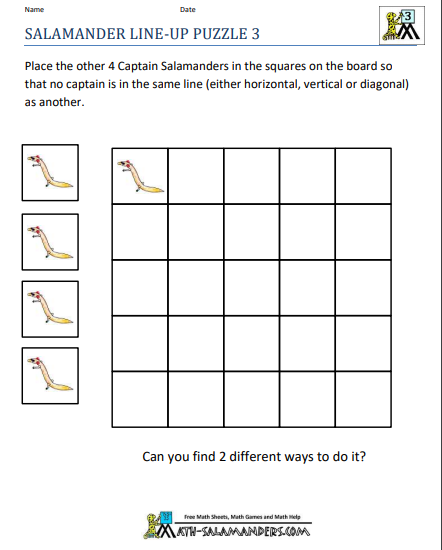 Name Date
SALAMANDER LINE-UP PUZZLE 3
3
Place the other 4 Captain Salamanders in the squares on the board so
that no captain is in the same line (either horizontal, vertical or diagonal)
as another.
Can you find 2 different ways to do it?
Free Math Sheets, Math Games and Math Help
MATH-SALAMANDERS.COM